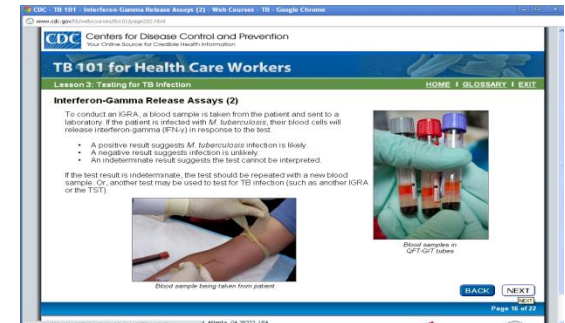 CDC - TB 101 - Interferon-Gamma Release Assays (2) - Web Courses - TB - Google Chrome
CDC Centers for Disease Control and Prevention
Your Online Source for Credible Health Information
TB 101 for Health Care Workers
Lesson 3: Testing for TB Infection
HOME | GLOSSARY | EXIT
Interferon-Gamma Release Assays (2)
To conduct an IGRA, a blood sample is taken from the patient and sent to a
laboratory. If the patient is infected with M. tuberculosis, their blood cells will
release interferon-gamma (IFN-γ) in response to the test.
• A positive result suggests M. tuberculosis infection is likely.
• A negative result suggests infection is unlikely.
• An indeterminate result suggests the test cannot be interpreted.
If the test result is indeterminate, the test should be repeated with a new blood
sample. Or, another test may be used to test for TB infection (such as another IGRA
or the TST).
Blood samples in
QFT-GIT tubes
Blood sample being taken from patient
BACK
NEXT
NEXT
Page 16 of 22